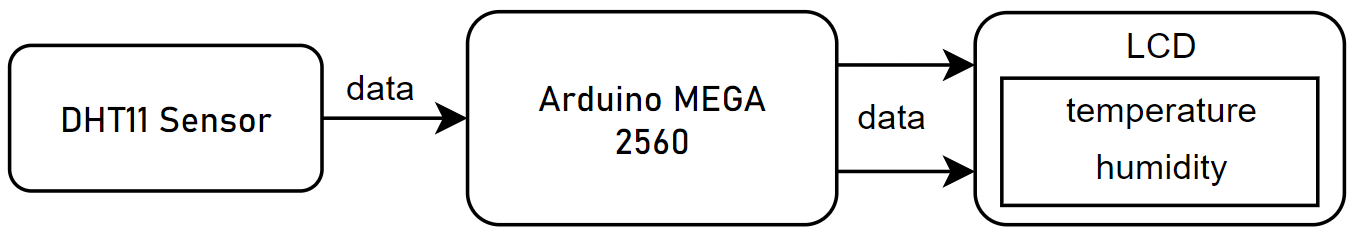 DHT11 Sensor
data
Arduino MEGA
2560
data
LCD
temperature
humidity